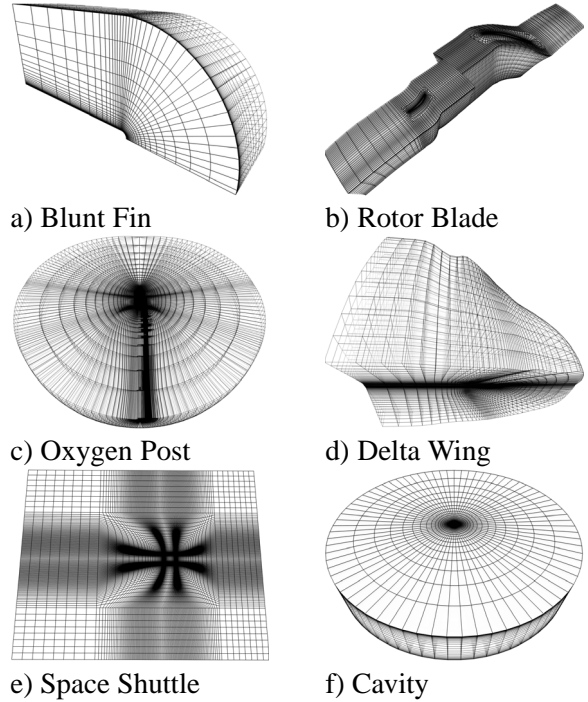 a) Blunt Fin
b) Rotor Blade
c) Oxygen Post
d) Delta Wing
e) Space Shuttle
f) Cavity